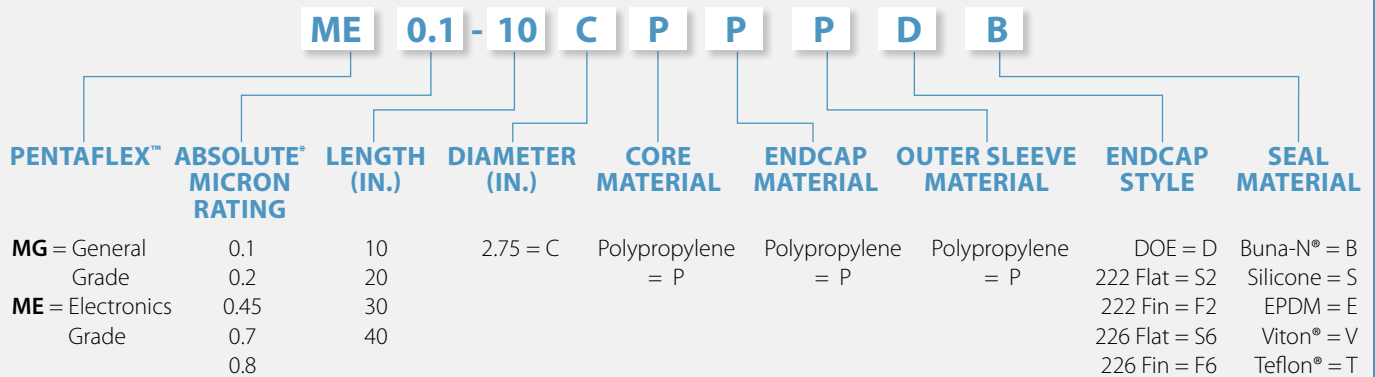 ME 0.1 - 10 C P P P D B
PENTAFLEX™ ABSOLUTE* MICRON RATING LENGTH (IN.) DIAMETER (IN.) CORE MATERIAL ENDCAP MATERIAL OUTER SLEEVE MATERIAL ENDCAP STYLE SEAL MATERIAL
MG = General 0.1 10 2.75 = C Polypropylene Polypropylene Polypropylene DOE = D Buna-N® = B
Grade 0.2 20 = P = P = P 222 Flat = S2 Silicone = S
ME = Electronics 0.45 30 222 Fin = F2 EPDM = E
Grade 0.7 40 226 Flat = S6 Viton® = V
0.8 226 Fin = F6 Teflon® = T